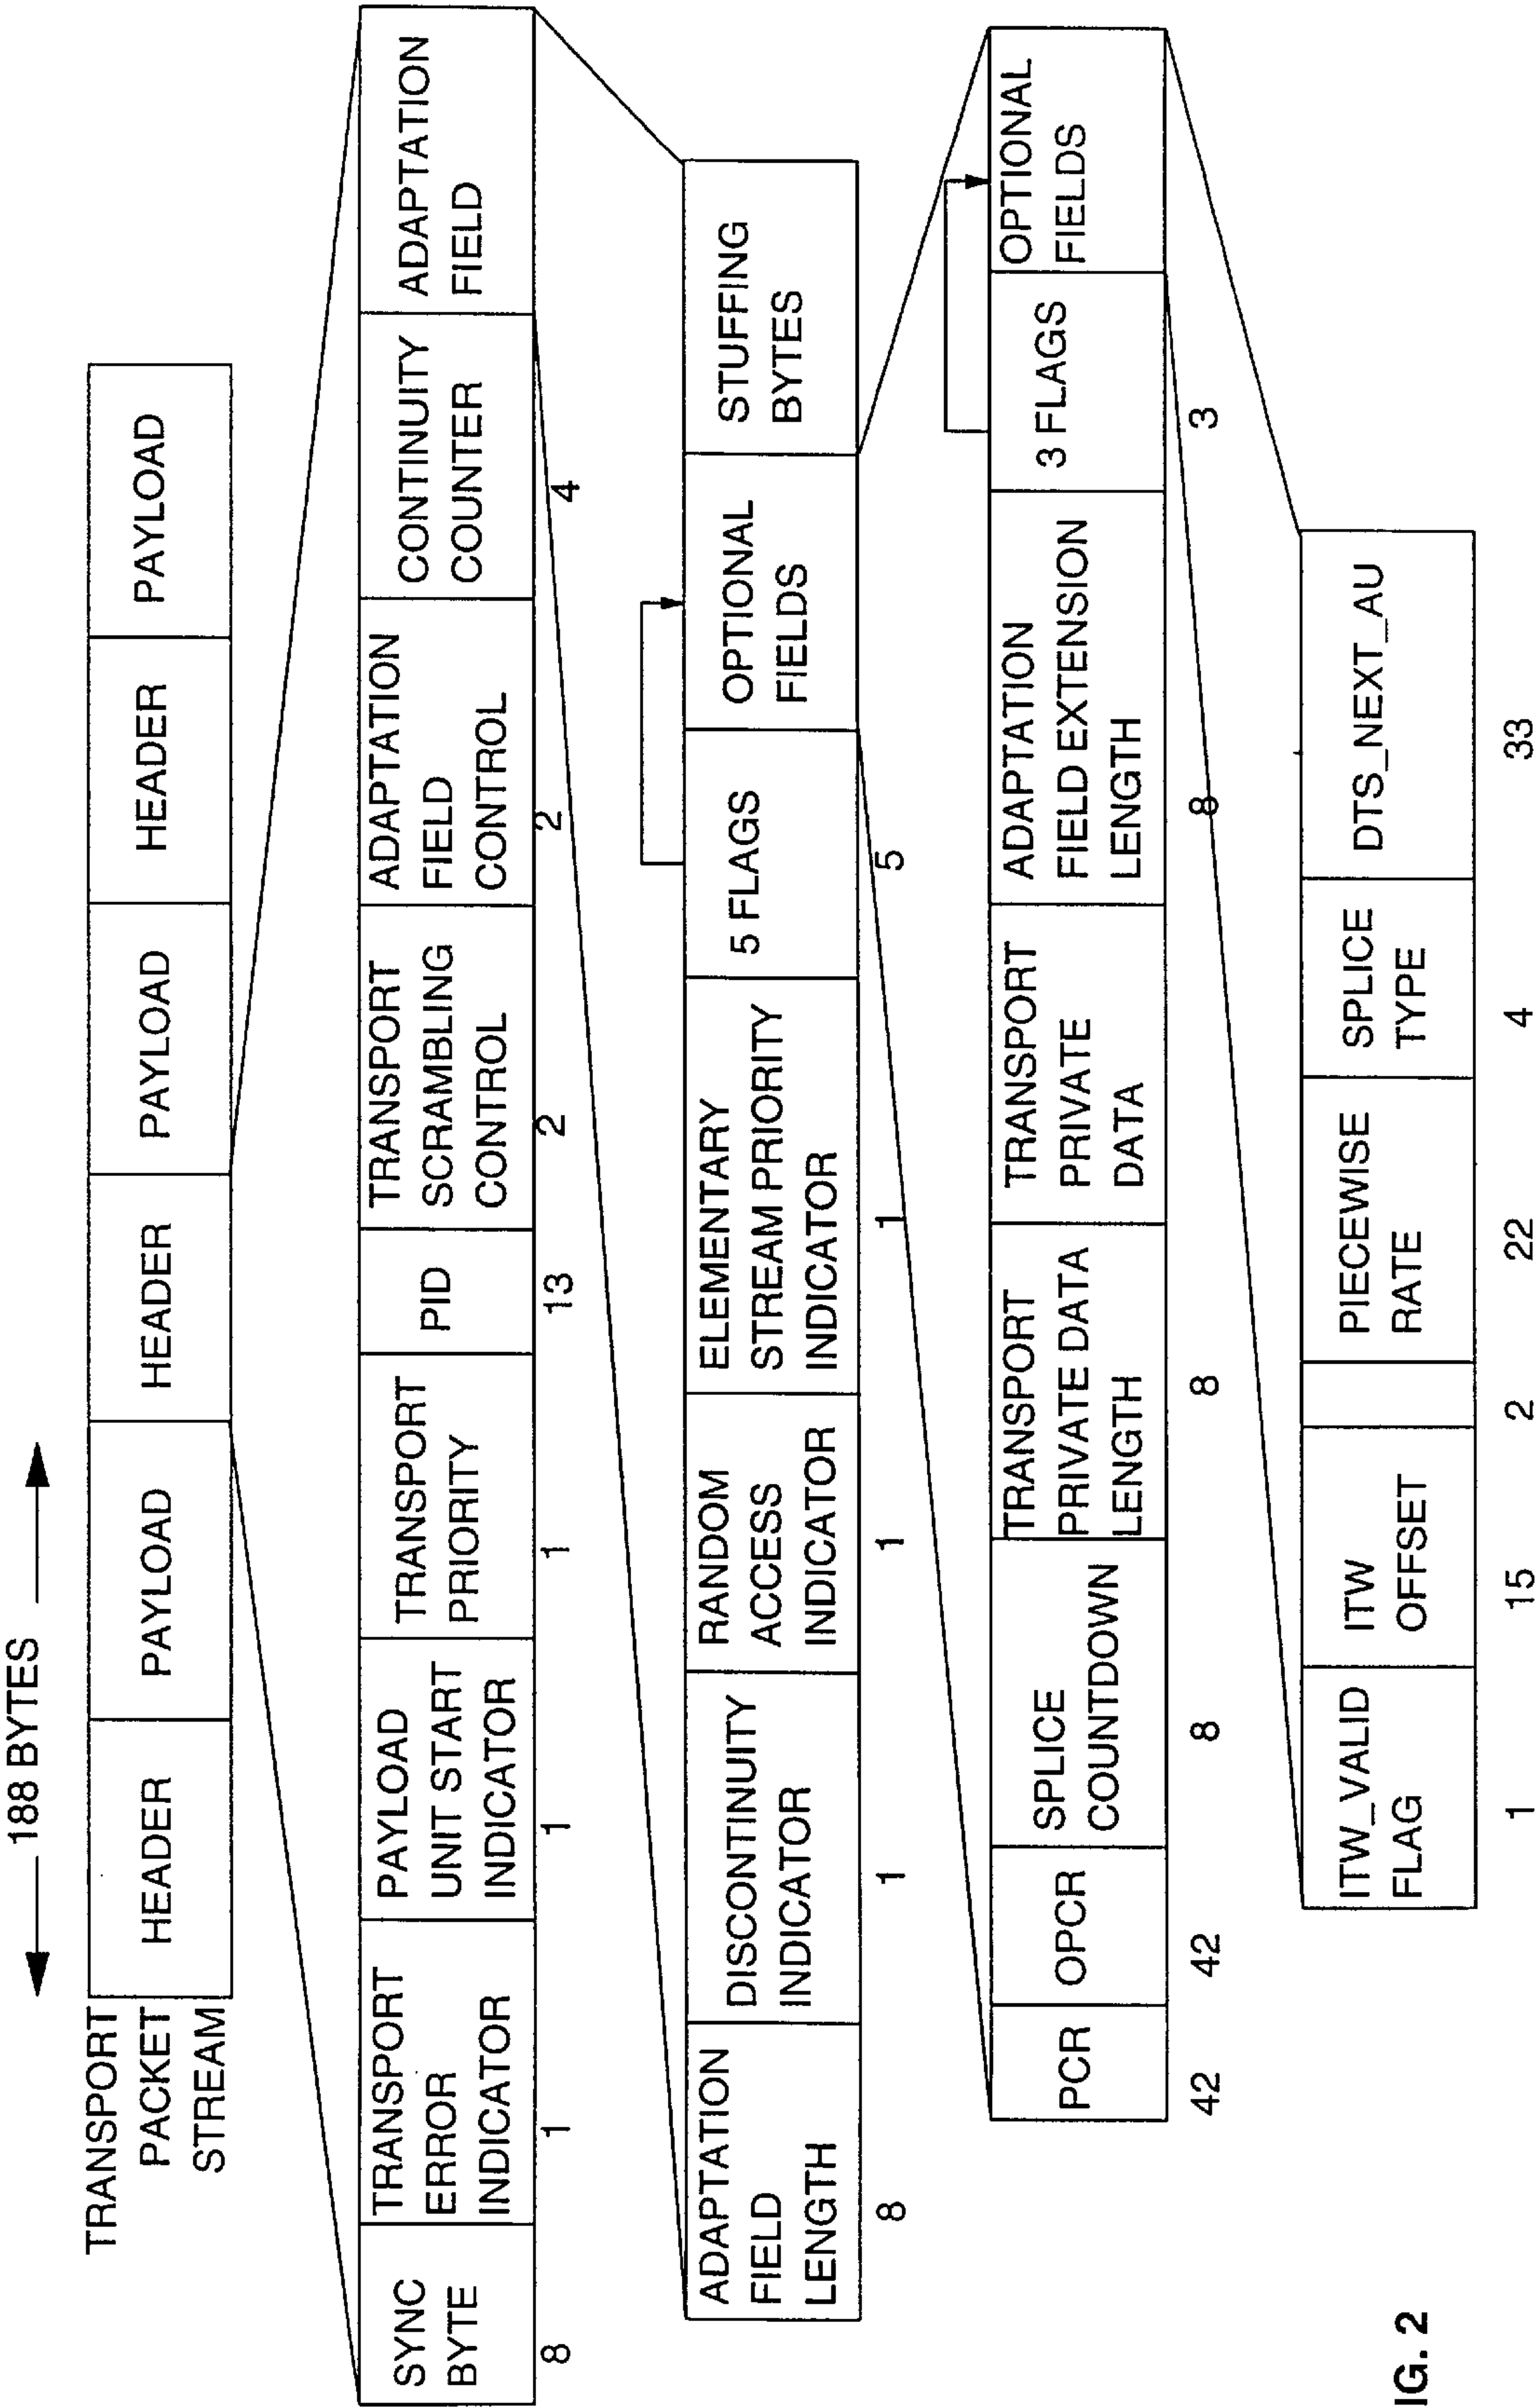 188 BYTES
TRANSPORT
PACKET
STREAM
HEADER
PAYLOAD
HEADER
PAYLOAD
HEADER
PAYLOAD
SYNC
BYTE
TRANSPORT
ERROR
INDICATOR
PAYLOAD
UNIT START
INDICATOR
TRANSPORT
PRIORITY
PID
TRANSPORT
SCRAMBLING
CONTROL
ADAPTATION
FIELD
CONTROL
CONTINUITY
COUNTER
ADAPTATION
FIELD
8
1
1
1
13
2
2
4
ADAPTATION
FIELD
LENGTH
DISCONTINUITY
INDICATOR
RANDOM
ACCESS
INDICATOR
ELEMENTARY
STREAM PRIORITY
INDICATOR
5 FLAGS
OPTIONAL
FIELDS
STUFFING
BYTES
8
1
1
1
5
PCR
OPCR
SPLICE
COUNTDOWN
TRANSPORT
PRIVATE DATA
LENGTH
TRANSPORT
PRIVATE
DATA
ADAPTATION
FIELD EXTENSION
LENGTH
3 FLAGS
OPTIONAL
FIELDS
42
42
8
8
8
3
ITW_VALID
FLAG
ITW
OFFSET
PIECEWISE
RATE
SPLICE
TYPE
DTS_NEXT_AU
1
15
2
22
4
33
IG. 2